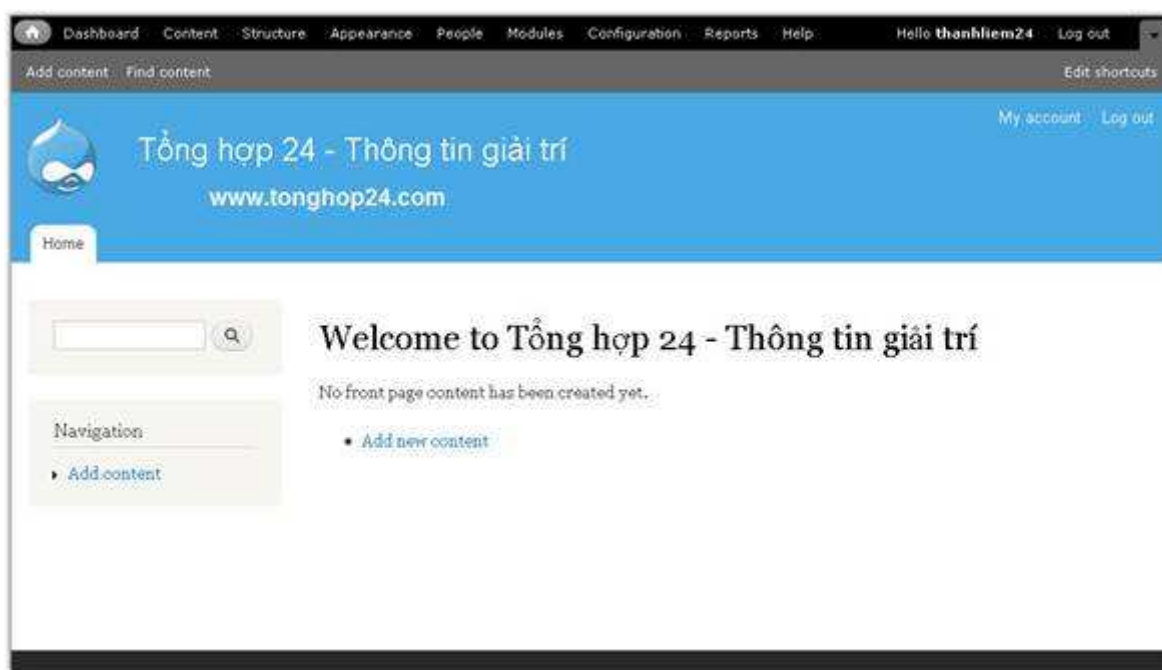 Dashboard Content Structure Appearance People Modules Configuration Reports Help Hello thanhliem24 Log out
Add content Find content Edit shortcuts
My account Log out
Tổng hợp 24 - Thông tin giải trí
www.tonghop24.com
Home
Welcome to Tổng hợp 24 - Thông tin giải trí
No front page content has been created yet.
Navigation
Add new content
Add content